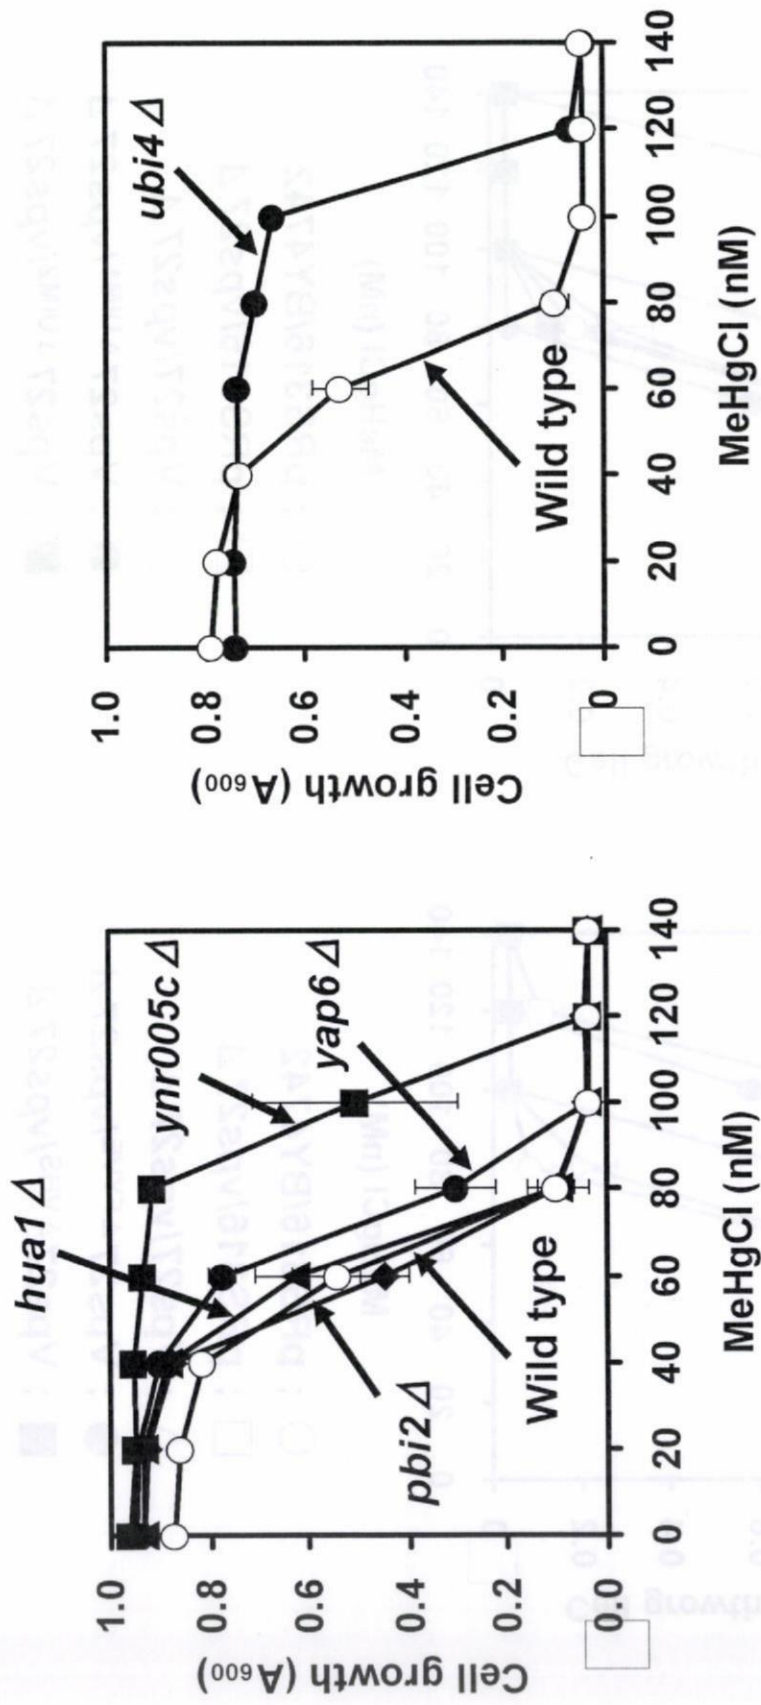 1.0
0.8
0.6
0.4
0.2
0
0 20 40 60 80 100 120 140
Cell growth (A600)
MeHgCl (nM)
hua1Δ
ynr005cΔ
yap6Δ
pbi2Δ
Wild type
1.0
0.8
0.6
0.4
0.2
0
0 20 40 60 80 100 120 140
Cell growth (A600)
MeHgCl (nM)
ubi4Δ
Wild type